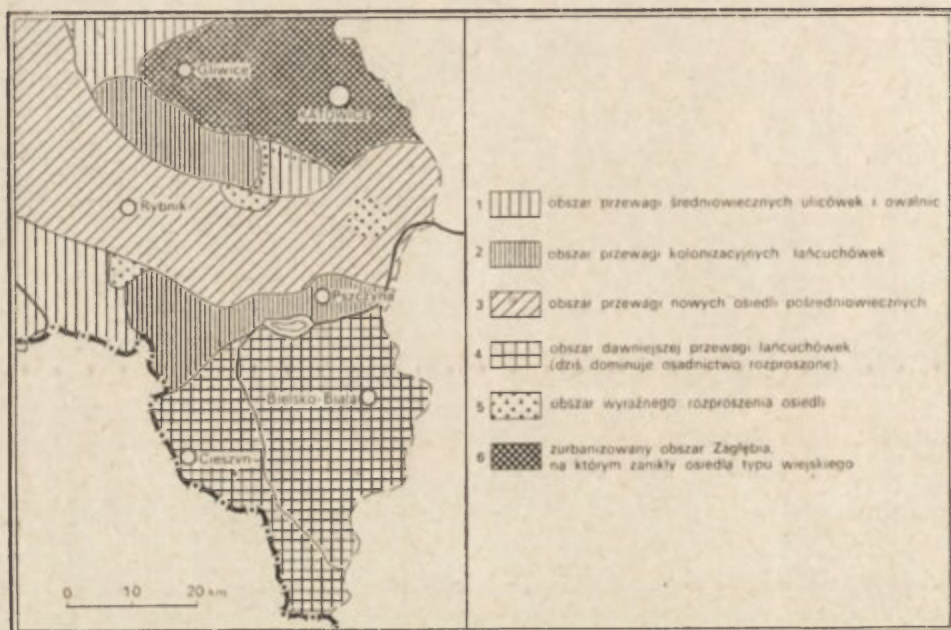 Gliwice
KATOWICE
Rybnik
Pszczyna
Bielsko-Biała
Cieszyn
0 10 20 km
1 obszar przewagi średniowiecznych ulicówek i owalnic
2 obszar przewagi kolonizacyjnych łańcuchówek
3 obszar przewagi nowych osiedli pośredniowiecznych
4 obszar dawniejszej przewagi łańcuchówek
(dziś dominuje osadnictwo rozproszone)
5 obszar wyraźnego rozproszenia osiedli
6 zurbanizowany obszar Zagłębia,
na którym zanikły osiedla typu wiejskiego